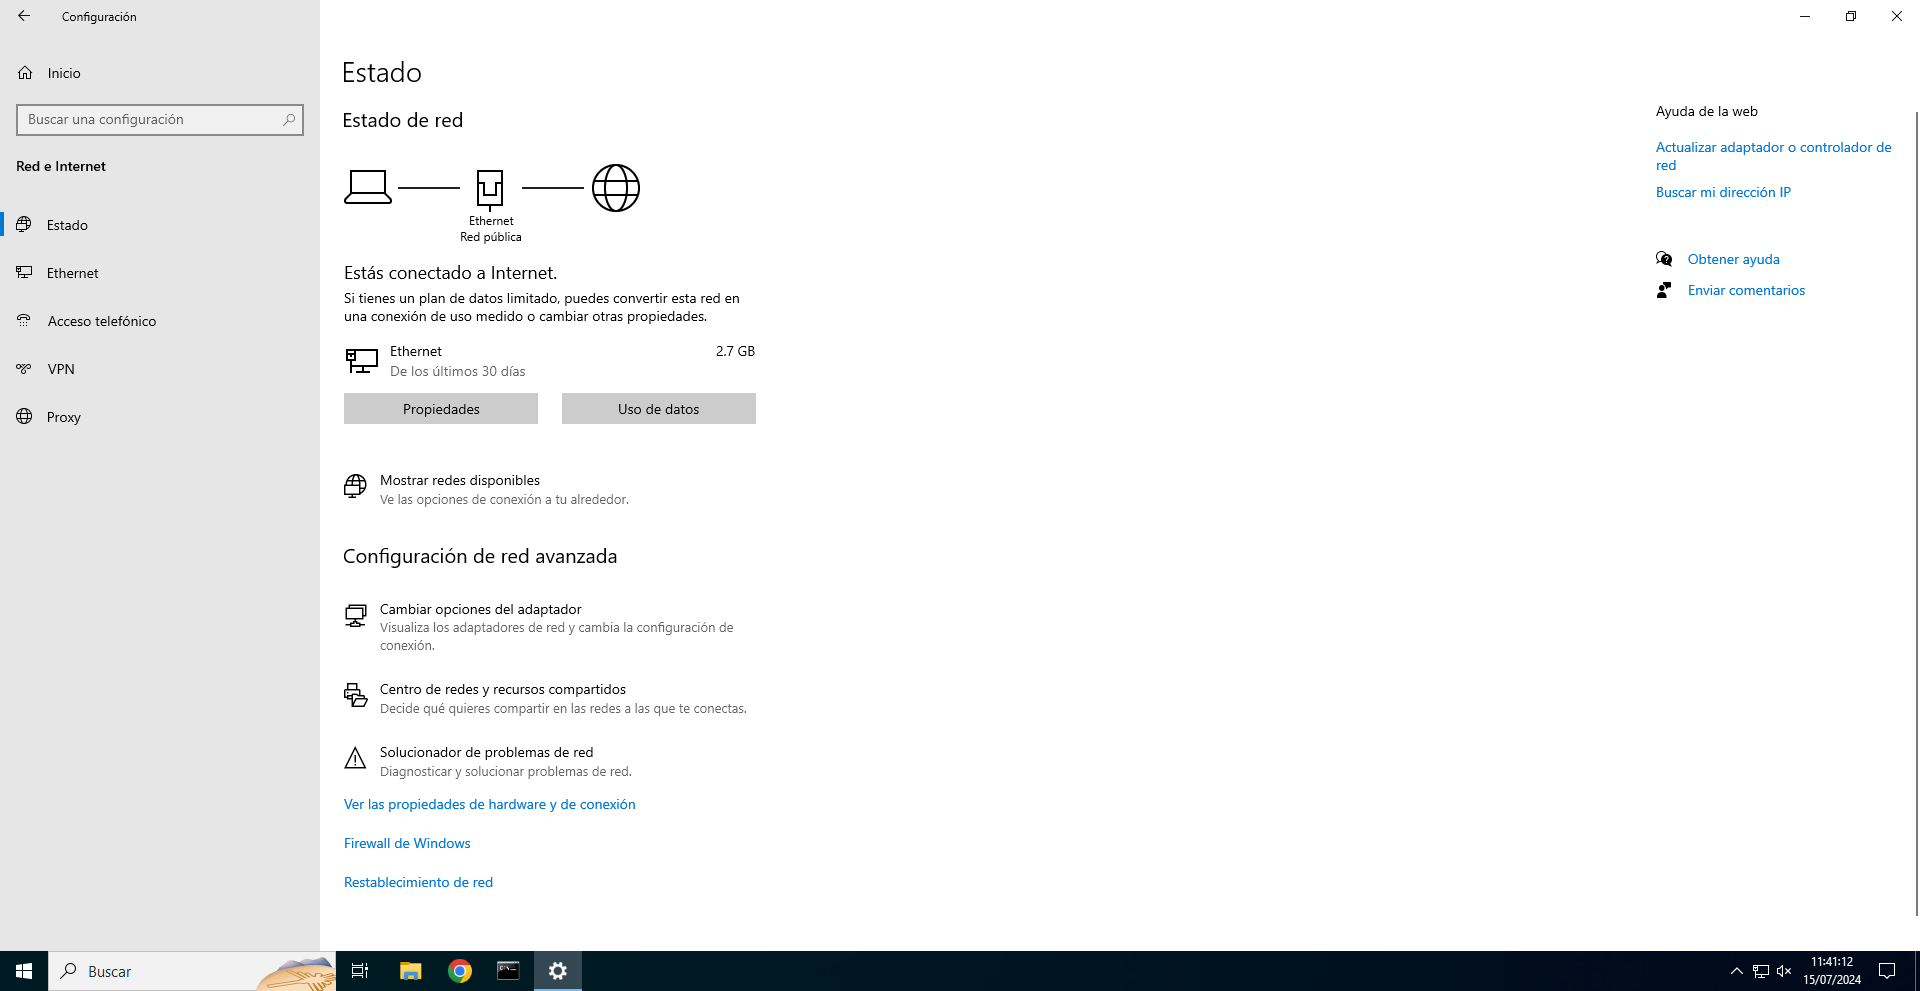 Configuración
Inicio
Buscar una configuración
Red e Internet
Estado
Ethernet
Acceso telefónico
VPN
Proxy
Estado
Estado de red
Ethernet
Red pública
Estás conectado a Internet.
Si tienes un plan de datos limitado, puedes convertir esta red en
una conexión de uso medido o cambiar otras propiedades.
Ethernet
2.7 GB
De los últimos 30 días
Propiedades
Uso de datos
Mostrar redes disponibles
Ve las opciones de conexión a tu alrededor.
Configuración de red avanzada
Cambiar opciones del adaptador
Visualiza los adaptadores de red y cambia la configuración de
conexión.
Centro de redes y recursos compartidos
Decide qué quieres compartir en las redes a las que te conectas.
Solucionador de problemas de red
Diagnosticar y solucionar problemas de red.
Ver las propiedades de hardware y de conexión
Firewall de Windows
Restablecimiento de red
Ayuda de la web
Actualizar adaptador o controlador de
red
Buscar mi dirección IP
Obtener ayuda
Enviar comentarios
Buscar
11:41:12
15/07/2024